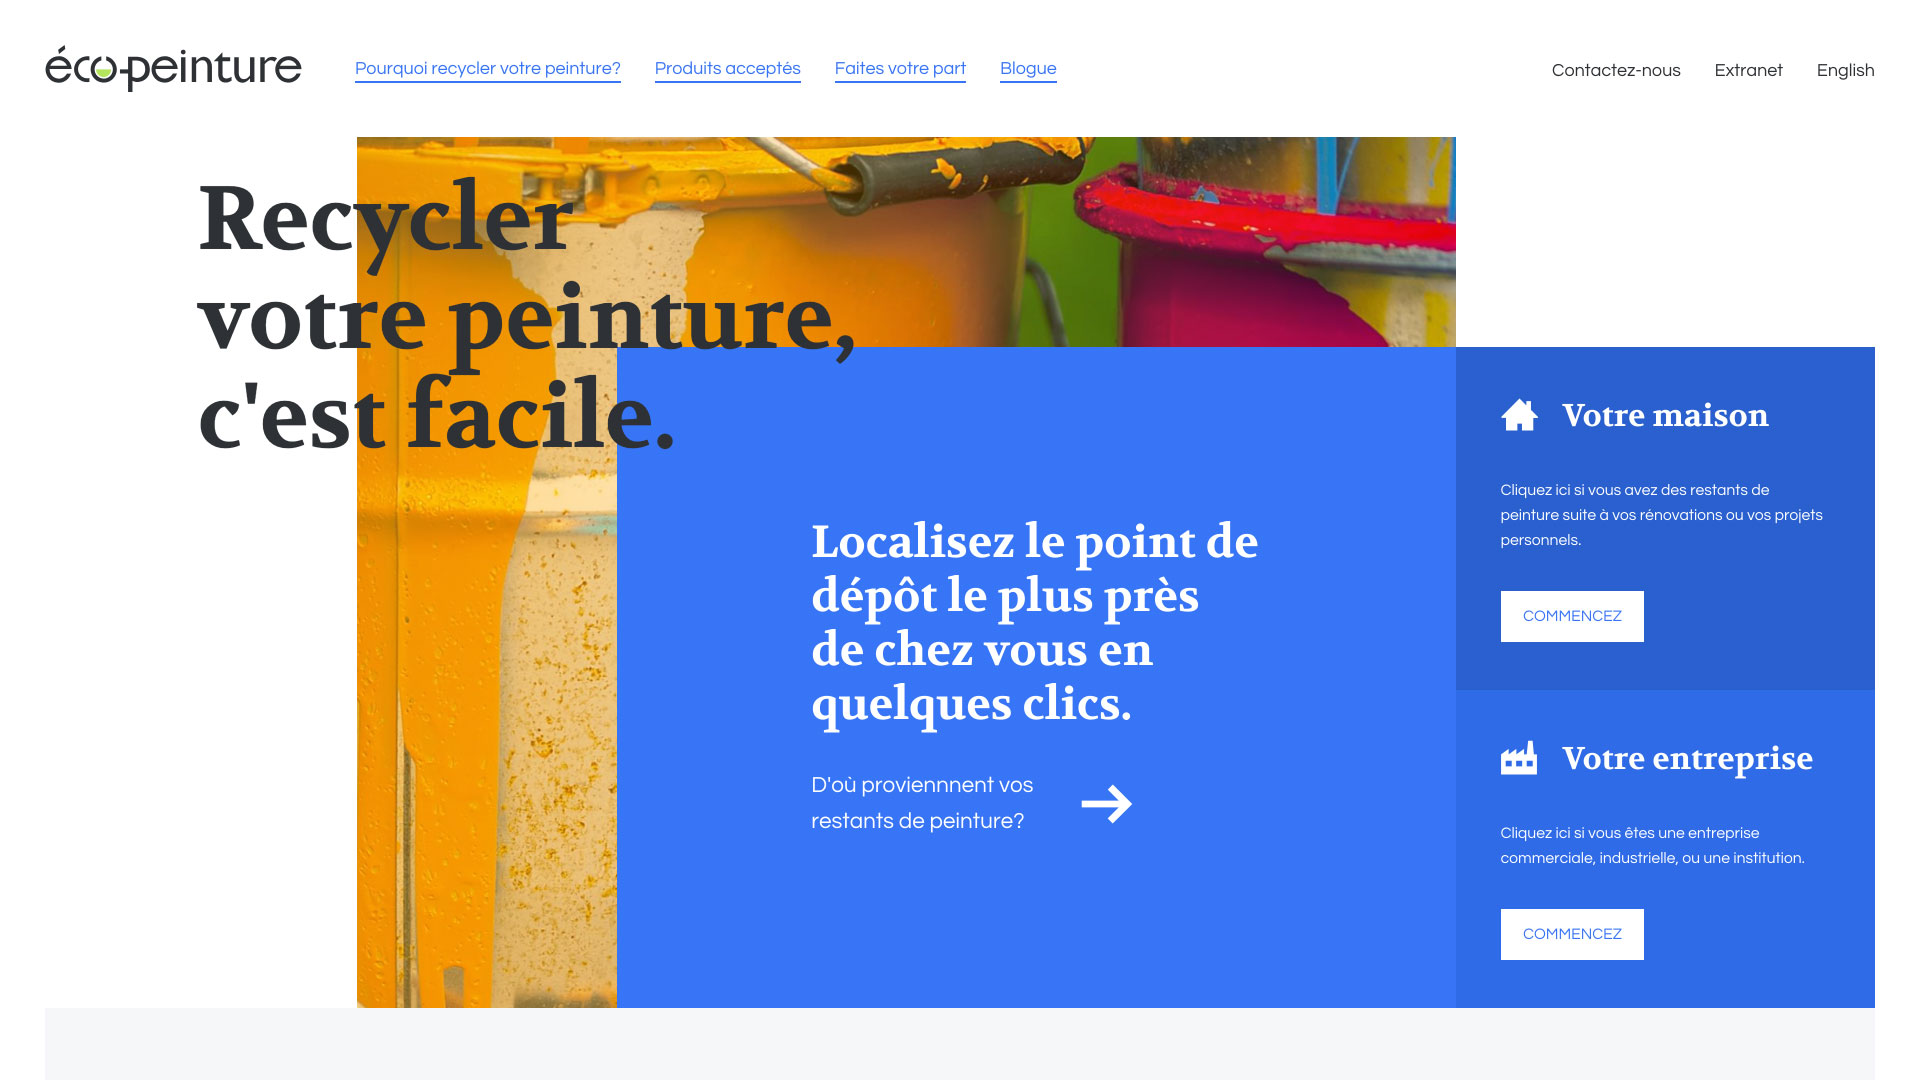 éco-peinture
Pourquoi recycler votre peinture?
Produits acceptés
Faites votre part
Blogue
Contactez-nous
Extranet
English
Recycler
votre peinture,
c'est facile.
Localisez le point de
dépôt le plus près
de chez vous en
quelques clics.
D'où proviennnent vos
restants de peinture?
Votre maison
Cliquez ici si vous avez des restants de
peinture suite à vos rénovations ou vos projets
personnels.
COMMENCEZ
Votre entreprise
Cliquez ici si vous êtes une entreprise
commerciale, industrielle, ou une institution.
COMMENCEZ